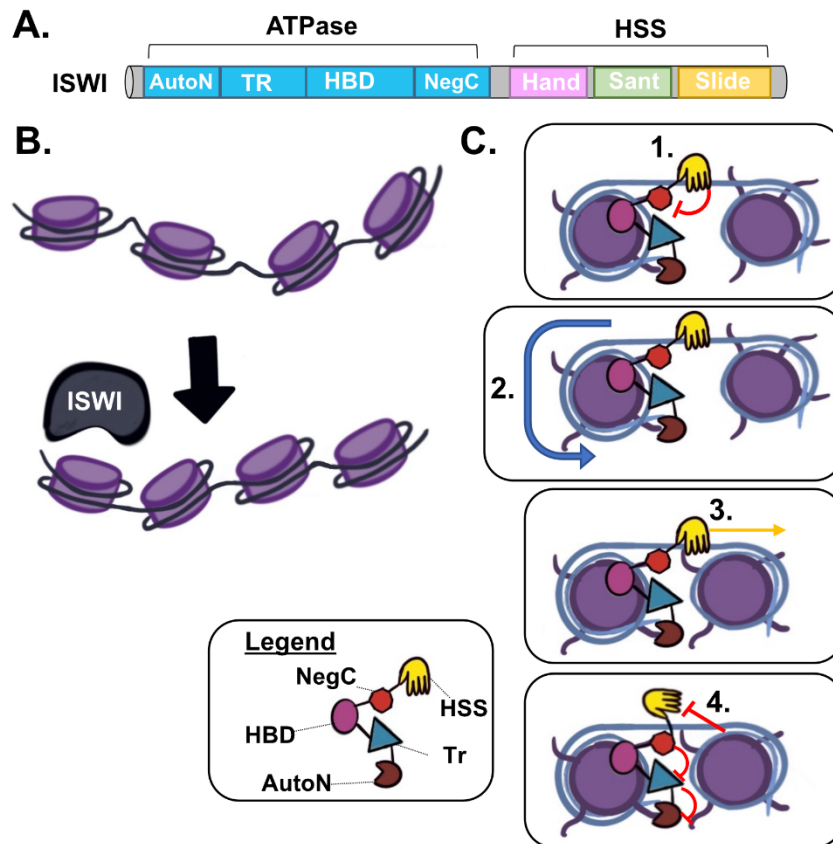 A.
ATPase HSS
ISWI AutoN TR HBD NegC Hand Sant Slide
B.
ISWI
C.
1.
2.
3.
4.
Legend
NegC
HSS
HBD
Tr
AutoN